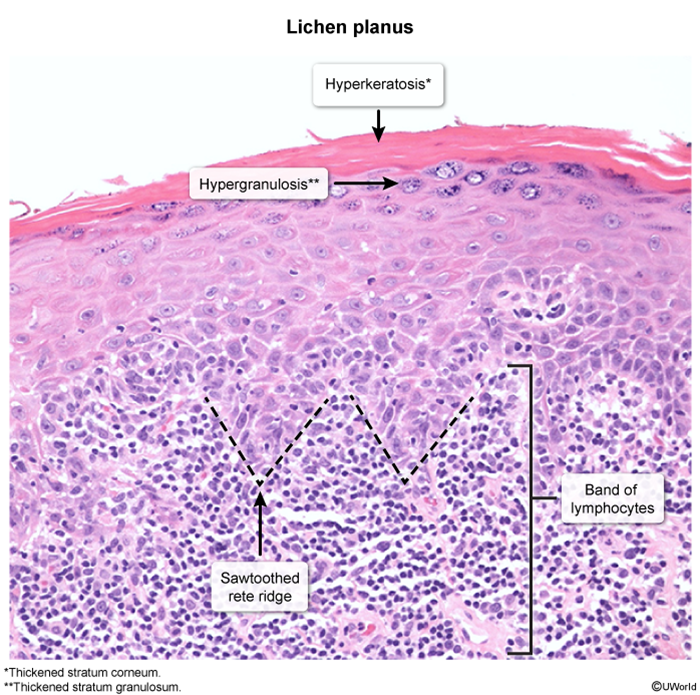 Lichen planus
Hyperkeratosis*
Hypergranulosis**
Band of
lymphocytes
Sawtoothed
rete ridge
*Thickened stratum corneum.
**Thickened stratum granulosum.
©UWorld